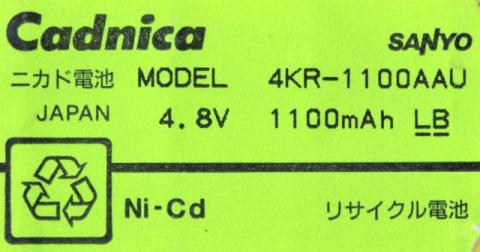 Cadnica SANYO
ニカド電池 MODEL 4KR-1100AAU
JAPAN 4.8V 1100mAh LB
Ni-Cd リサイクル電池